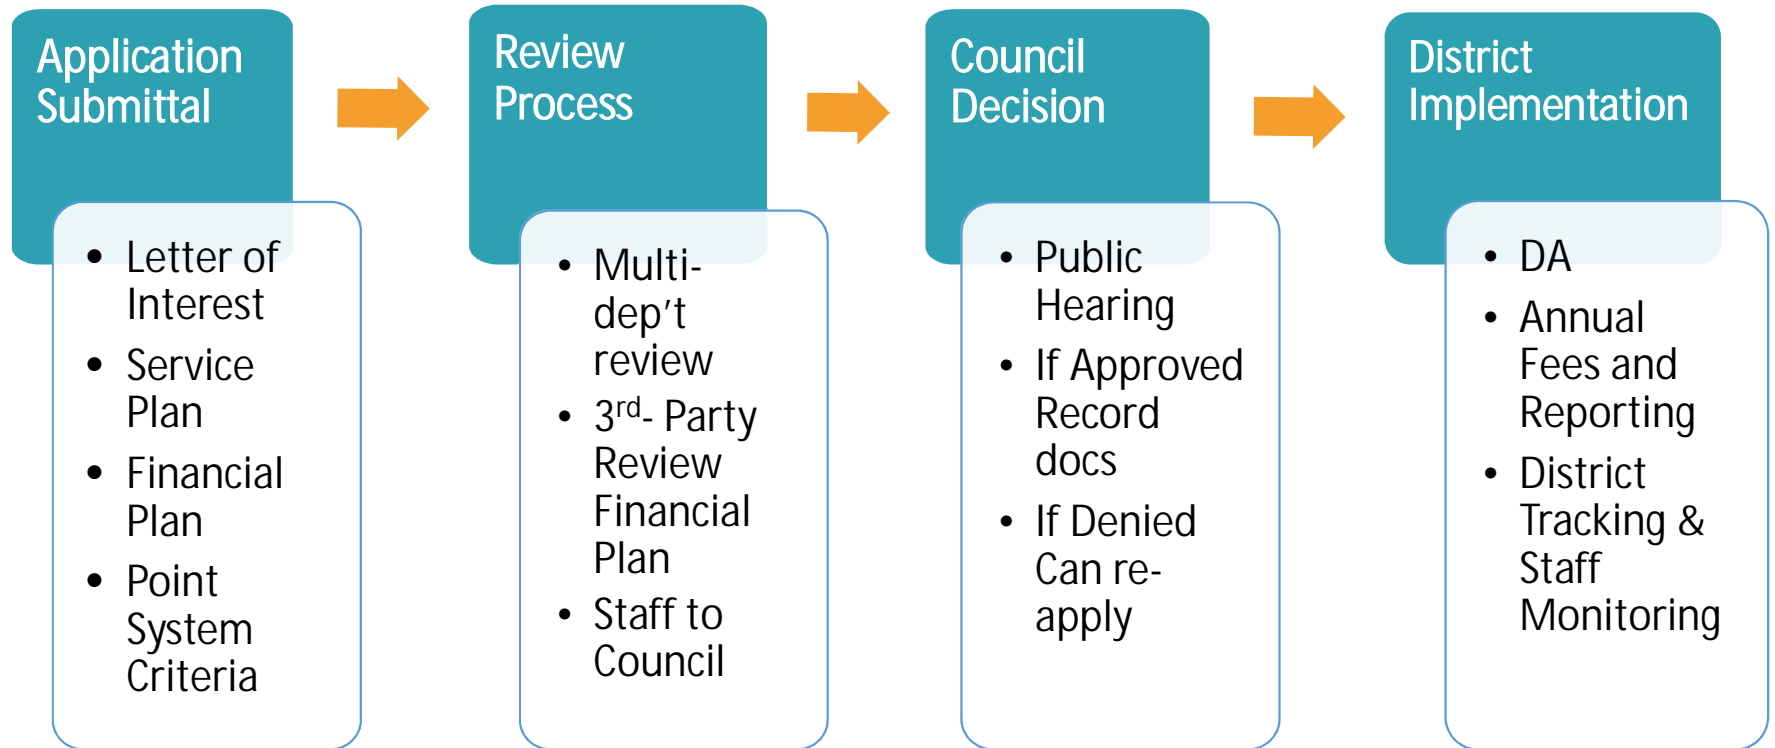 Application
Submittal
• Letter of
Interest
• Service
Plan
• Financial
Plan
• Point
System
Criteria
Review
Process
• Multi-
dep't
review
• 3rd- Party
Review
Financial
Plan
• Staff to
Council
Council
Decision
• Public
Hearing
• If Approved
Record
docs
• If Denied
Can re-
apply
District
Implementation
• DA
• Annual
Fees and
Reporting
• District
Tracking &
Staff
Monitoring